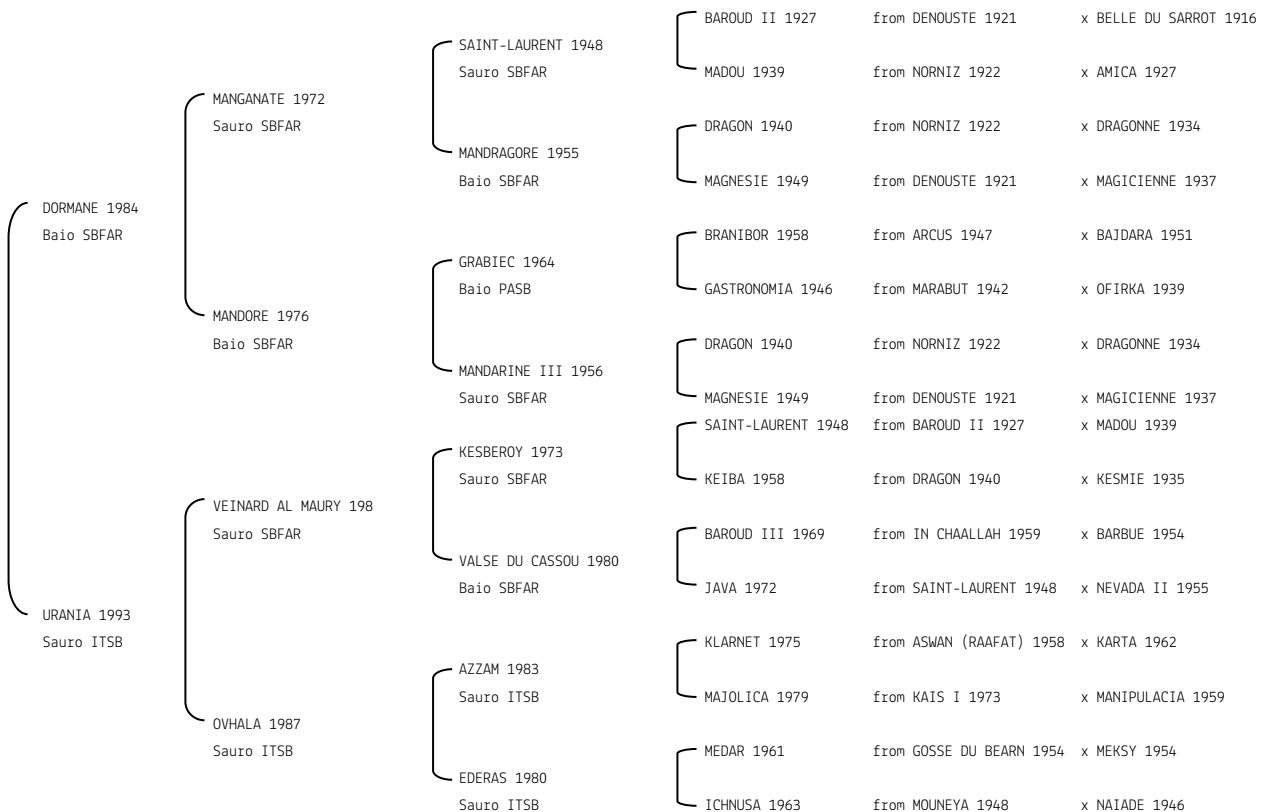 BAROUD II 1927 from DENOUSTE 1921 x BELLE DU SARROT 1916
SAINT-LAURENT 1948
Sauro SBFAR
MADOU 1939 from NORNIZ 1922 x AMICA 1927
MANGANATE 1972
Sauro SBFAR
DRAGON 1940 from NORNIZ 1922 x DRAGONNE 1934
MANDRAGORE 1955
Baio SBFAR
MAGNESIE 1949 from DENOUSTE 1921 x MAGICIENNE 1937
DORMANE 1984
Baio SBFAR
BRANIBOR 1958 from ARCUS 1947 x BAJDARA 1951
GRABIEC 1964
Baio PASB
GASTRONOMIA 1946 from MARABUT 1942 x OFIRKA 1939
MANDORE 1976
Baio SBFAR
DRAGON 1940 from NORNIZ 1922 x DRAGONNE 1934
MANDARINE III 1956
Sauro SBFAR
MAGNESIE 1949 from DENOUSTE 1921 x MAGICIENNE 1937
SAINT-LAURENT 1948 from BAROUD II 1927 x MADOU 1939
KESBEROY 1973
Sauro SBFAR
KEIBA 1958 from DRAGON 1940 x KESMIE 1935
VEINARD AL MAURY 198
Sauro SBFAR
BAROUD III 1969 from IN CHAALLAH 1959 x BARBUE 1954
VALSE DU CASSOU 1980
Baio SBFAR
JAVA 1972 from SAINT-LAURENT 1948 x NEVADA II 1955
URANIA 1993
Sauro ITSB
KLARNET 1975 from ASWAN (RAAFAT) 1958 x KARTA 1962
AZZAM 1983
Sauro ITSB
MAJOLICA 1979 from KAIS I 1973 x MANIPULACIA 1959
OVHALA 1987
Sauro ITSB
MEDAR 1961 from GOSSE DU BEARN 1954 x MEKSY 1954
EDERAS 1980
Sauro ITSB
ICHNUSA 1963 from MOUNEYA 1948 x NAIADE 1946